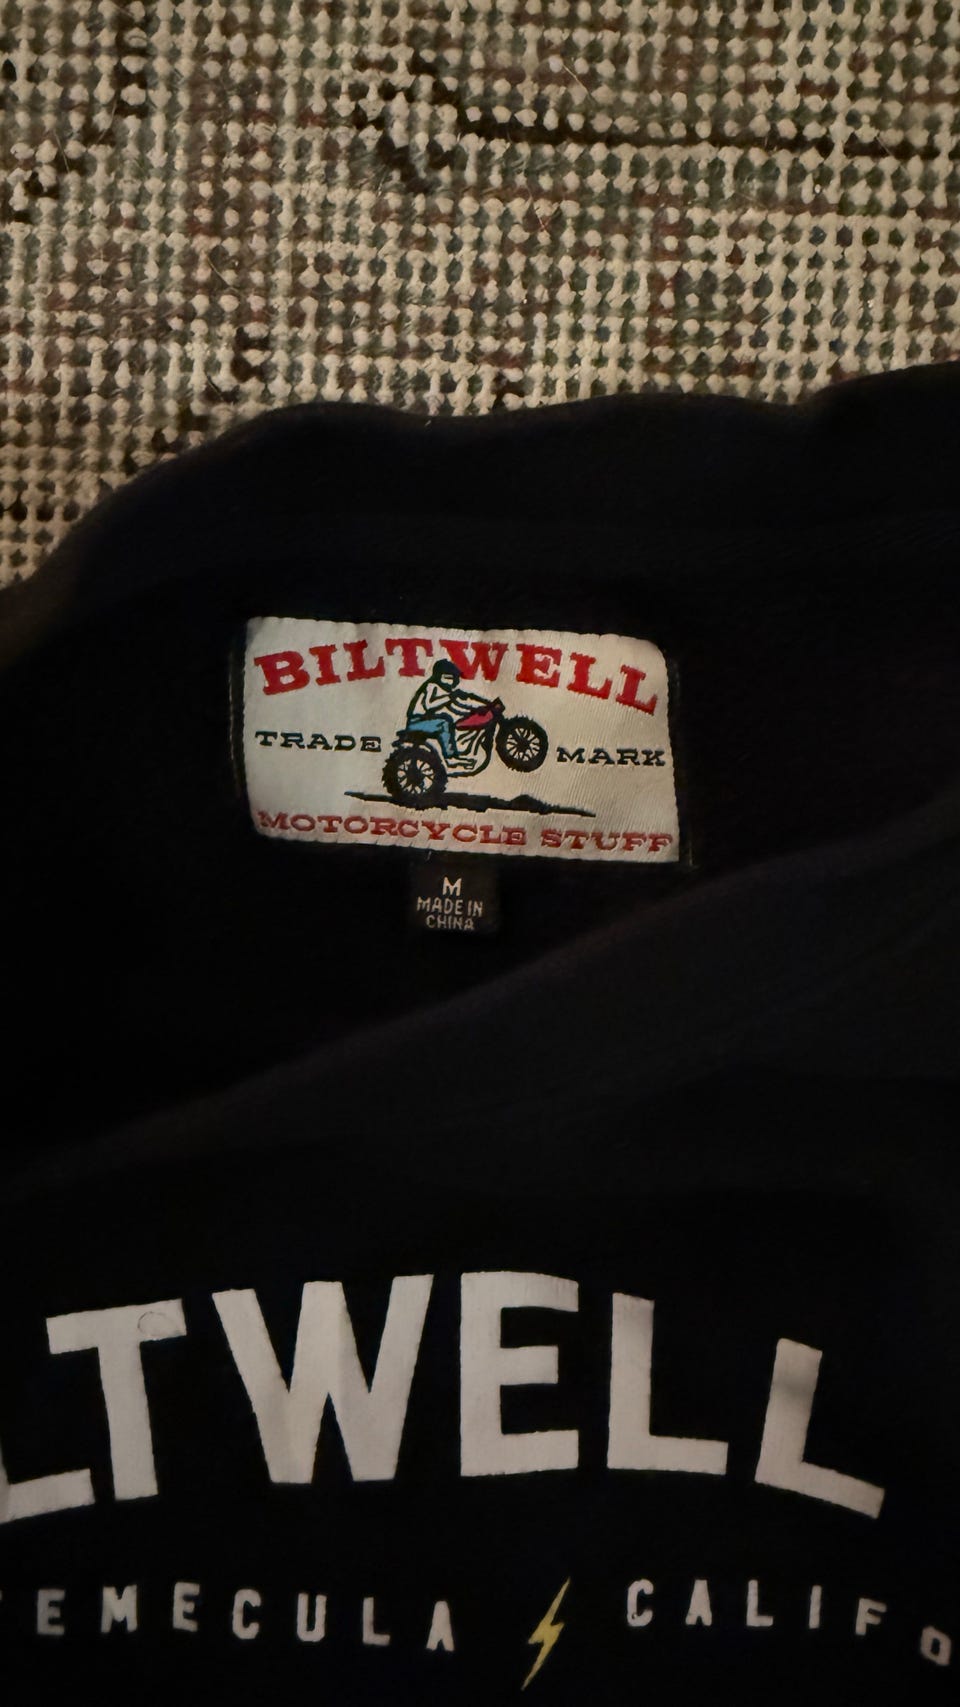 BILTWELL
TRADE MARK
MOTORCYCLE STUFF
M
MADE IN
CHINA
LTWELL
EMECULA CALIFO